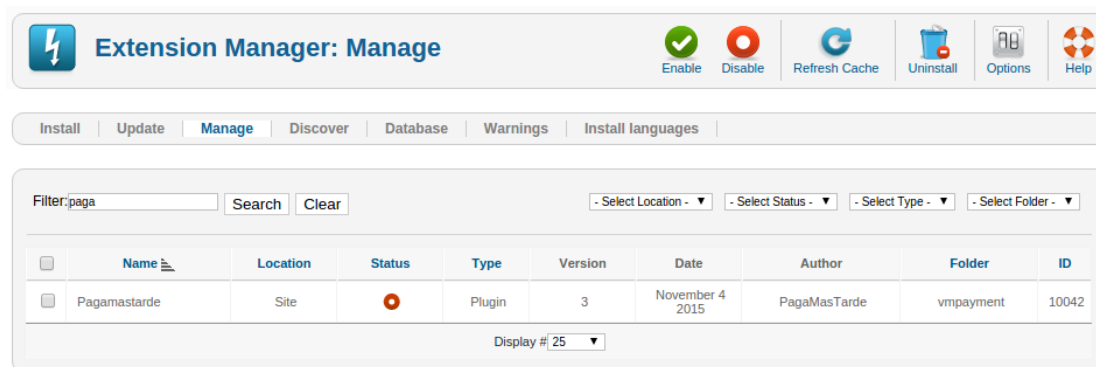 Extension Manager: Manage
Enable Disable Refresh Cache Uninstall Options Help
Install Update Manage Discover Database Warnings Install languages
Filter: paga Search Clear - Select Location - - Select Status - - Select Type - - Select Folder -
Name Location Status Type Version Date Author Folder ID
Pagamastarde Site Plugin 3 November 4 2015 PagaMasTarde vmpayment 10042
Display # 25